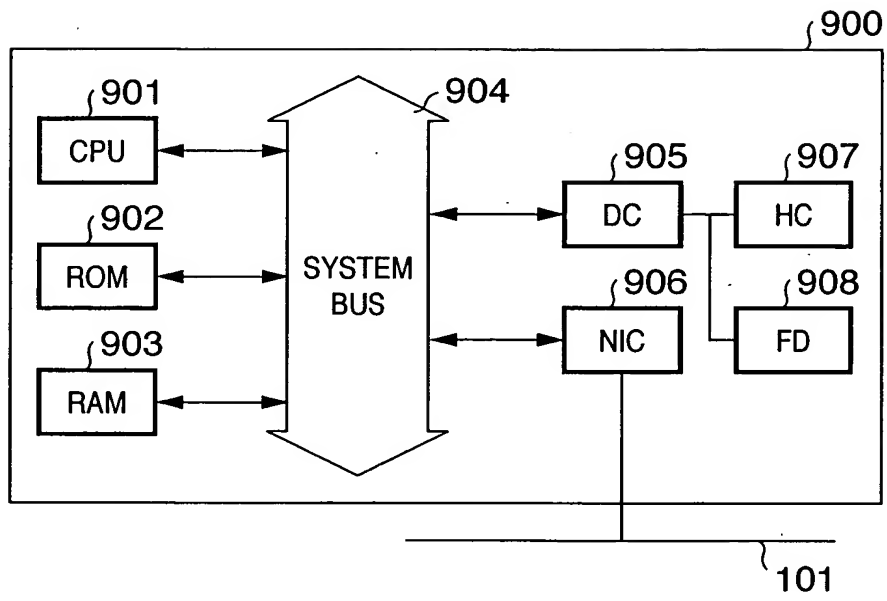 900
901
CPU
904
905
DC
907
HC
902
ROM
SYSTEM
BUS
906
NIC
908
FD
903
RAM
101